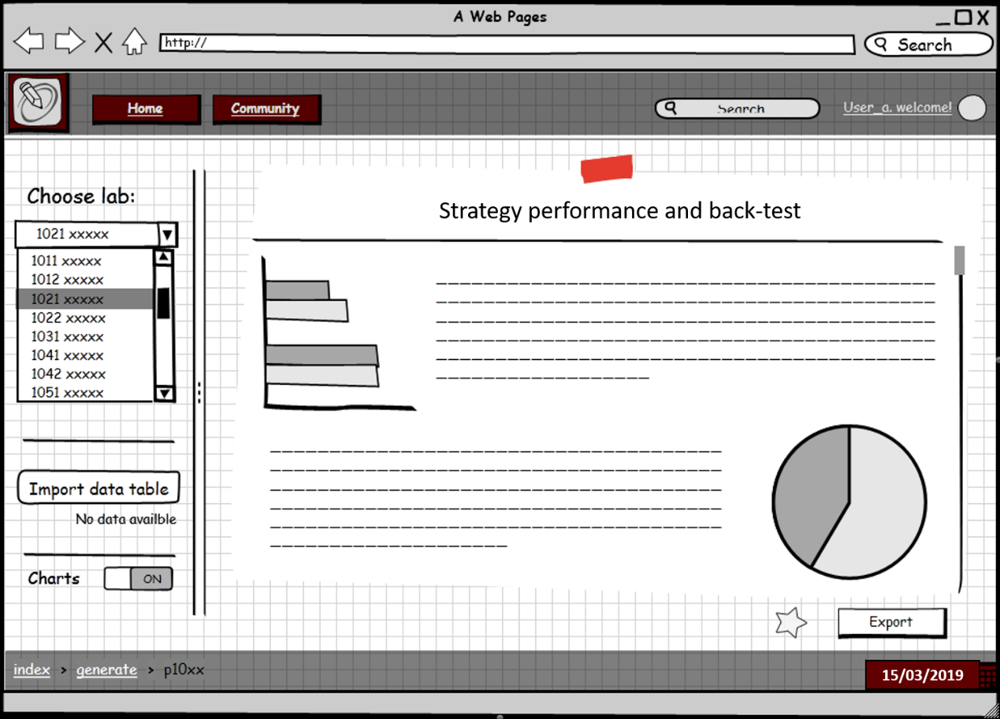 A Web Pages
http://
Search
Home
Community
Search
User_a. welcome!
Choose lab:
1021 xxxxx
1011 xxxxx
1012 xxxxx
1021 xxxxx
1022 xxxxx
1031 xxxxx
1041 xxxxx
1042 xxxxx
1051 xxxxx
Import data table
No data availble
Charts
ON
Strategy performance and back-test
Export
index > generate > p10xx
15/03/2019